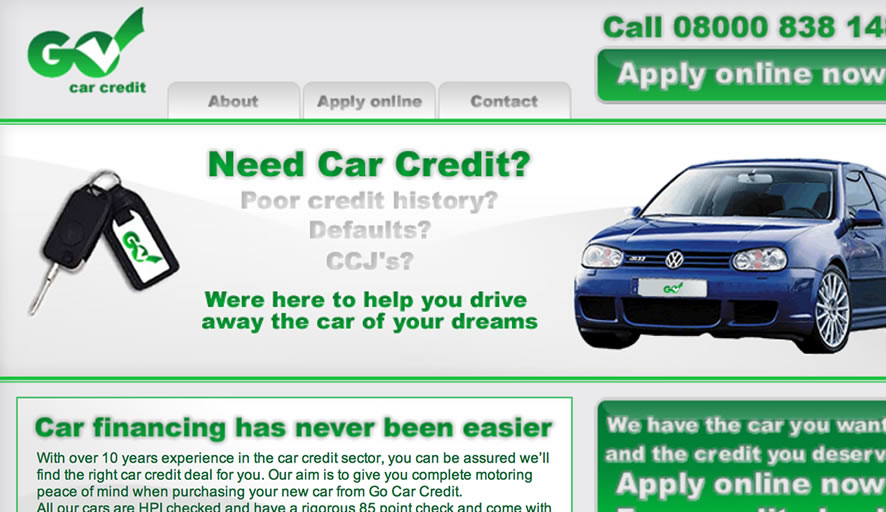 GO
car credit
Call 08000 838 14
Apply online now
About
Apply online
Contact
Need Car Credit?
Poor credit history?
Defaults?
CCJ's?
Were here to help you drive
away the car of your dreams
GO
R32
GO
Car financing has never been easier
With over 10 years experience in the car credit sector, you can be assured we'll
find the right car credit deal for you. Our aim is to give you complete motoring
peace of mind when purchasing your new car from Go Car Credit.
All our cars are HPI checked and have a rigorous 85 point check and come with
We have the car you want
and the credit you deserv
Apply online now